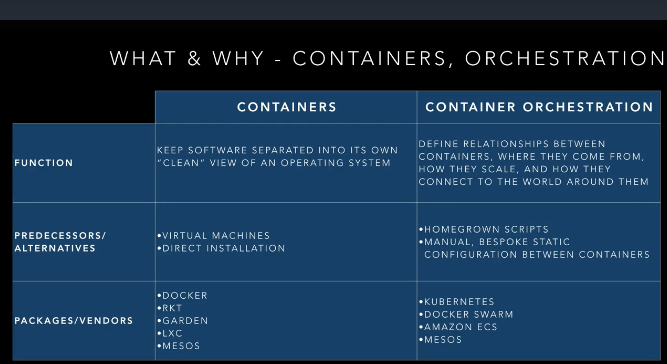 WHAT & WHY - CONTAINERS, ORCHESTRATION
CONTAINERS
CONTAINER ORCHESTRATION
FUNCTION
KEEP SOFTWARE SEPARATED INTO ITS OWN
"CLEAN" VIEW OF AN OPERATING SYSTEM
DEFINE RELATIONSHIPS BETWEEN
CONTAINERS, WHERE THEY COME FROM,
HOW THEY SCALE, AND HOW THEY
CONNECT TO THE WORLD AROUND THEM
PREDECESSORS/
ALTERNATIVES
•VIRTUAL MACHINES
•DIRECT INSTALLATION
•HOMEGROWN SCRIPTS
•MANUAL, BESPOKE STATIC
CONFIGURATION BETWEEN CONTAINERS
PACKAGES/VENDORS
•DOCKER
•RKT
•GARDEN
•LXC
•MESOS
•KUBERNETES
•DOCKER SWARM
•AMAZON ECS
•MESOS